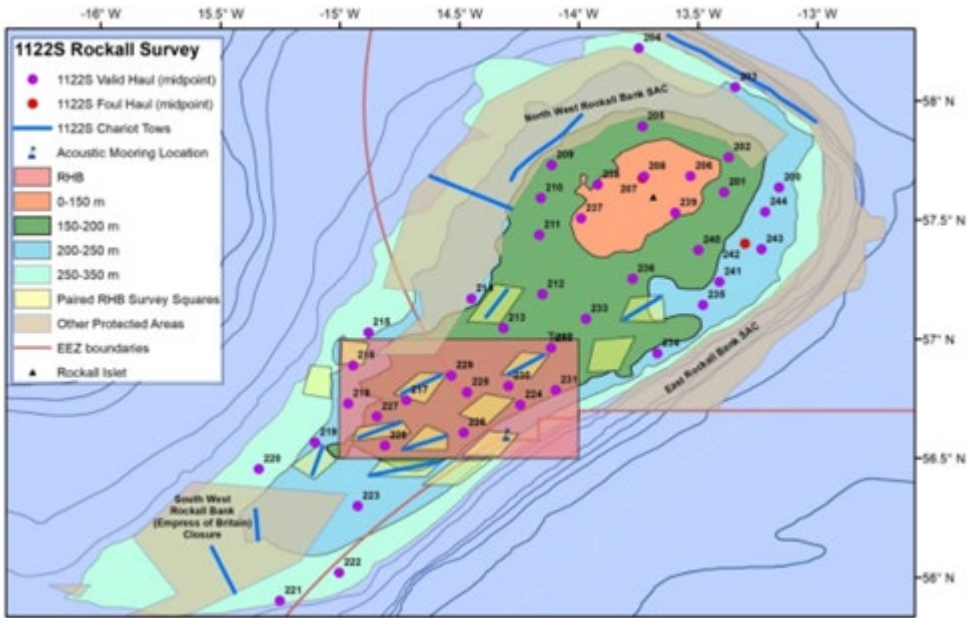 -16°W
-15.5°W
-15°W
-14.5°W
-14°W
-13.5°W
-13°W
1122S Rockall Survey
1122S Valid Haul (midpoint)
1122S Foul Haul (midpoint)
1122S Chariot Tows
Acoustic Mooring Location
RHB
0-150 m
150-200 m
200-250 m
250-350 m
Paired RHB Survey Squares
Other Protected Areas
EEZ boundaries
Rockall Islet
204
203
58°N
North West Rockall Bank SAC
205
202
209
208
206
200
207
201
210
239
244
237
57.5°N
211
240
243
242
236
241
212
235
215
213
233
57°N
216
229
East Rockall Bank SAC
225
230
231
217
218
224
227
226
219
220
56.5°N
South West
Rockall Bank
(Empress of Britain)
Closure
223
222
221
56°N